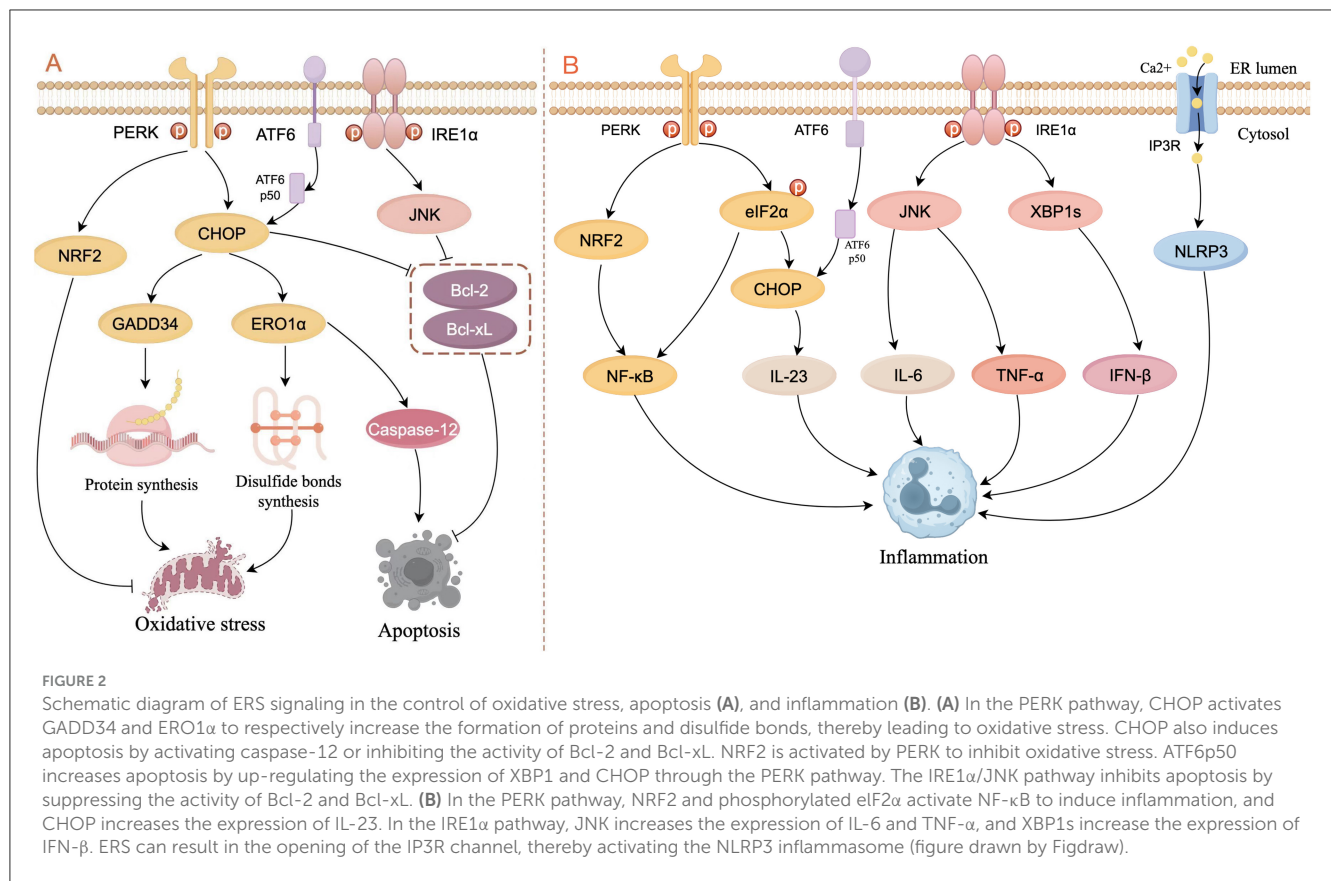 A
PERK
p
p
ATF6
p
p
IRE1α
ATF6
p50
JNK
NRF2
CHOP
Bcl-2
Bcl-xL
GADD34
ERO1α
Caspase-12
Protein synthesis
Disulfide bonds
synthesis
Oxidative stress
Apoptosis
B
Ca2+
ER lumen
PERK
p
p
ATF6
p
p
IRE1α
IP3R
Cytosol
p
eIF2α
JNK
XBP1s
NRF2
ATF6
p50
NLRP3
CHOP
NF-κB
IL-23
IL-6
TNF-α
IFN-β
Inflammation
FIGURE 2
Schematic diagram of ERS signaling in the control of oxidative stress, apoptosis (A), and inflammation (B). (A) In the PERK pathway, CHOP activates
GADD34 and ERO1α to respectively increase the formation of proteins and disulfide bonds, thereby leading to oxidative stress. CHOP also induces
apoptosis by activating caspase-12 or inhibiting the activity of Bcl-2 and Bcl-xL. NRF2 is activated by PERK to inhibit oxidative stress. ATF6p50
increases apoptosis by up-regulating the expression of XBP1 and CHOP through the PERK pathway. The IRE1α/JNK pathway inhibits apoptosis by
suppressing the activity of Bcl-2 and Bcl-xL. (B) In the PERK pathway, NRF2 and phosphorylated eIF2α activate NF-κB to induce inflammation, and
CHOP increases the expression of IL-23. In the IRE1α pathway, JNK increases the expression of IL-6 and TNF-α, and XBP1s increase the expression of
IFN-β. ERS can result in the opening of the IP3R channel, thereby activating the NLRP3 inflammasome (figure drawn by Figdraw).